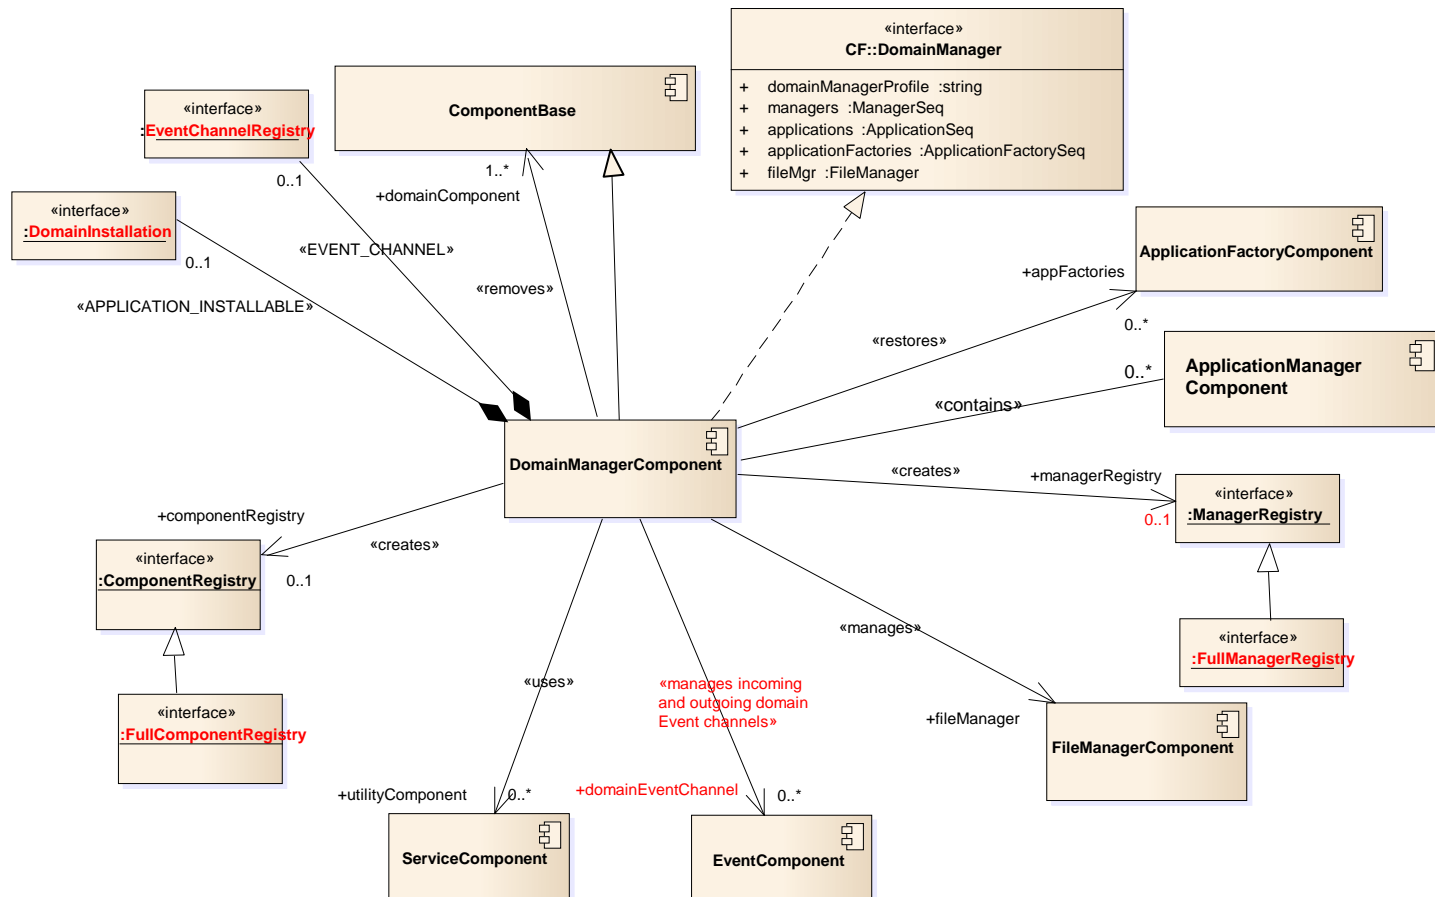 «interface»
CF::DomainManager
+ domainManagerProfile :string
+ managers :ManagerSeq
+ applications :ApplicationSeq
+ applicationFactories :ApplicationFactorySeq
+ fileMgr :FileManager
ComponentBase
«interface»
:EventChannelRegistry
0..1
1..*
+domainComponent
«interface»
:DomainInstallation
0..1
«EVENT_CHANNEL»
«removes»
«APPLICATION_INSTALLABLE»
ApplicationFactoryComponent
+appFactories
0..*
«restores»
ApplicationManager
Component
0..*
«contains»
DomainManagerComponent
«creates»
+managerRegistry
0..1
«interface»
:ManagerRegistry
+componentRegistry
«creates»
0..1
«interface»
:ComponentRegistry
«interface»
:FullManagerRegistry
«manages»
«uses»
«manages incoming
and outgoing domain
Event channels»
«interface»
:FullComponentRegistry
+fileManager
FileManagerComponent
+utilityComponent
0..*
+domainEventChannel
0..*
ServiceComponent
EventComponent